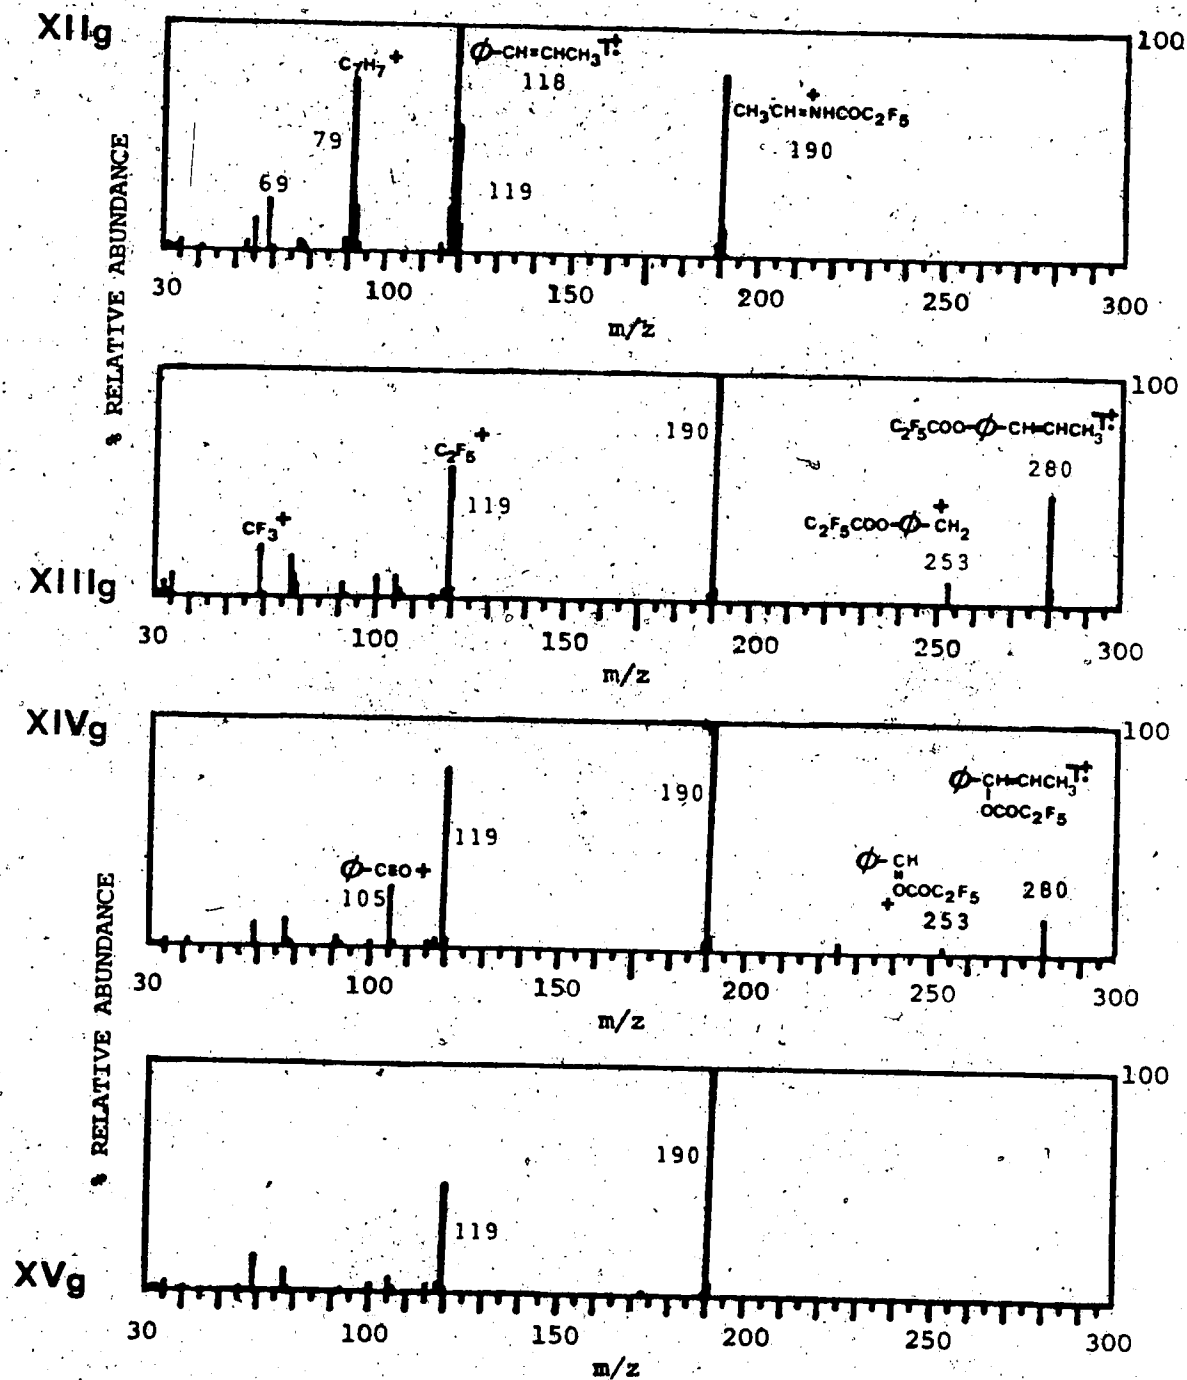 XIIg
% RELATIVE ABUNDANCE
100
C7H7+
79
69
Ø-CH=CHCH3 +.
118
119
CH3CH=NHCOC2F5
+
190
30 100 150 200 250 300
m/z
XIIIg
100
CF3+
C2F5+
119
190
C2F5COO-Ø-CH=CHCH3 +.
280
C2F5COO-Ø-CH2
+
253
30 100 150 200 250 300
m/z
XIVg
% RELATIVE ABUNDANCE
100
Ø-C≡O+
105
119
190
Ø-CH=CHCH3 +.
OCOC2F5
280
Ø-CH
=
OCOC2F5
+
253
30 100 150 200 250 300
m/z
XVg
100
119
190
30 100 150 200 250 300
m/z